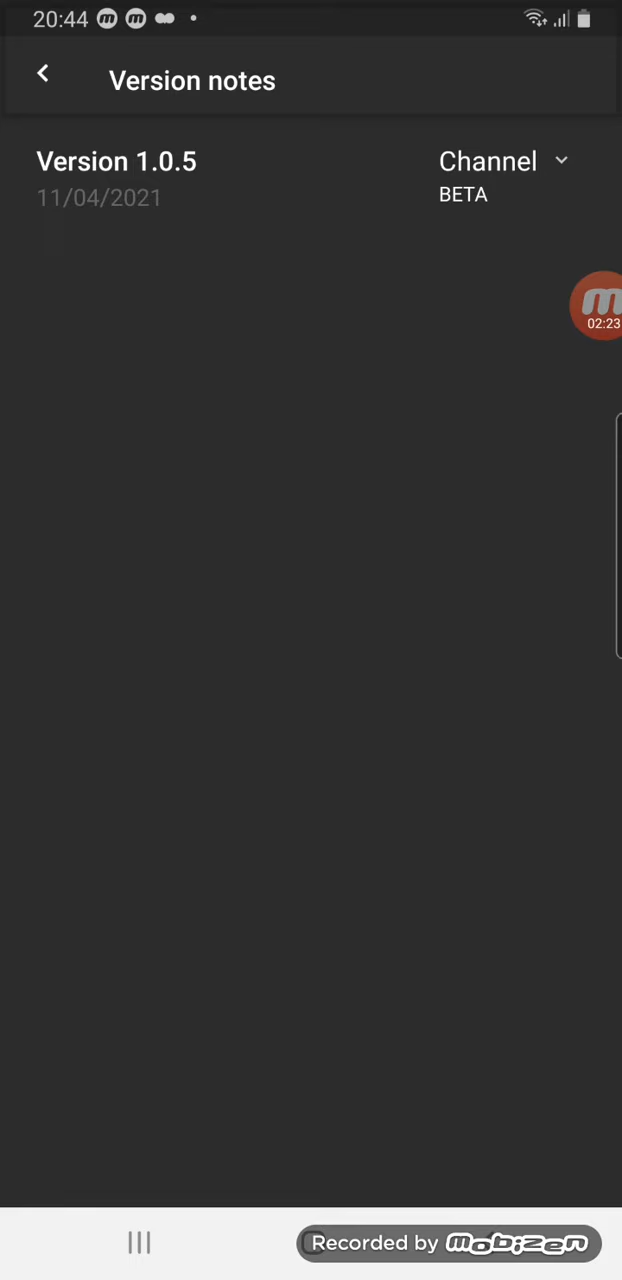 20:44
Version notes
Version 1.0.5
Channel
11/04/2021
BETA
02:23
Recorded by mobizen